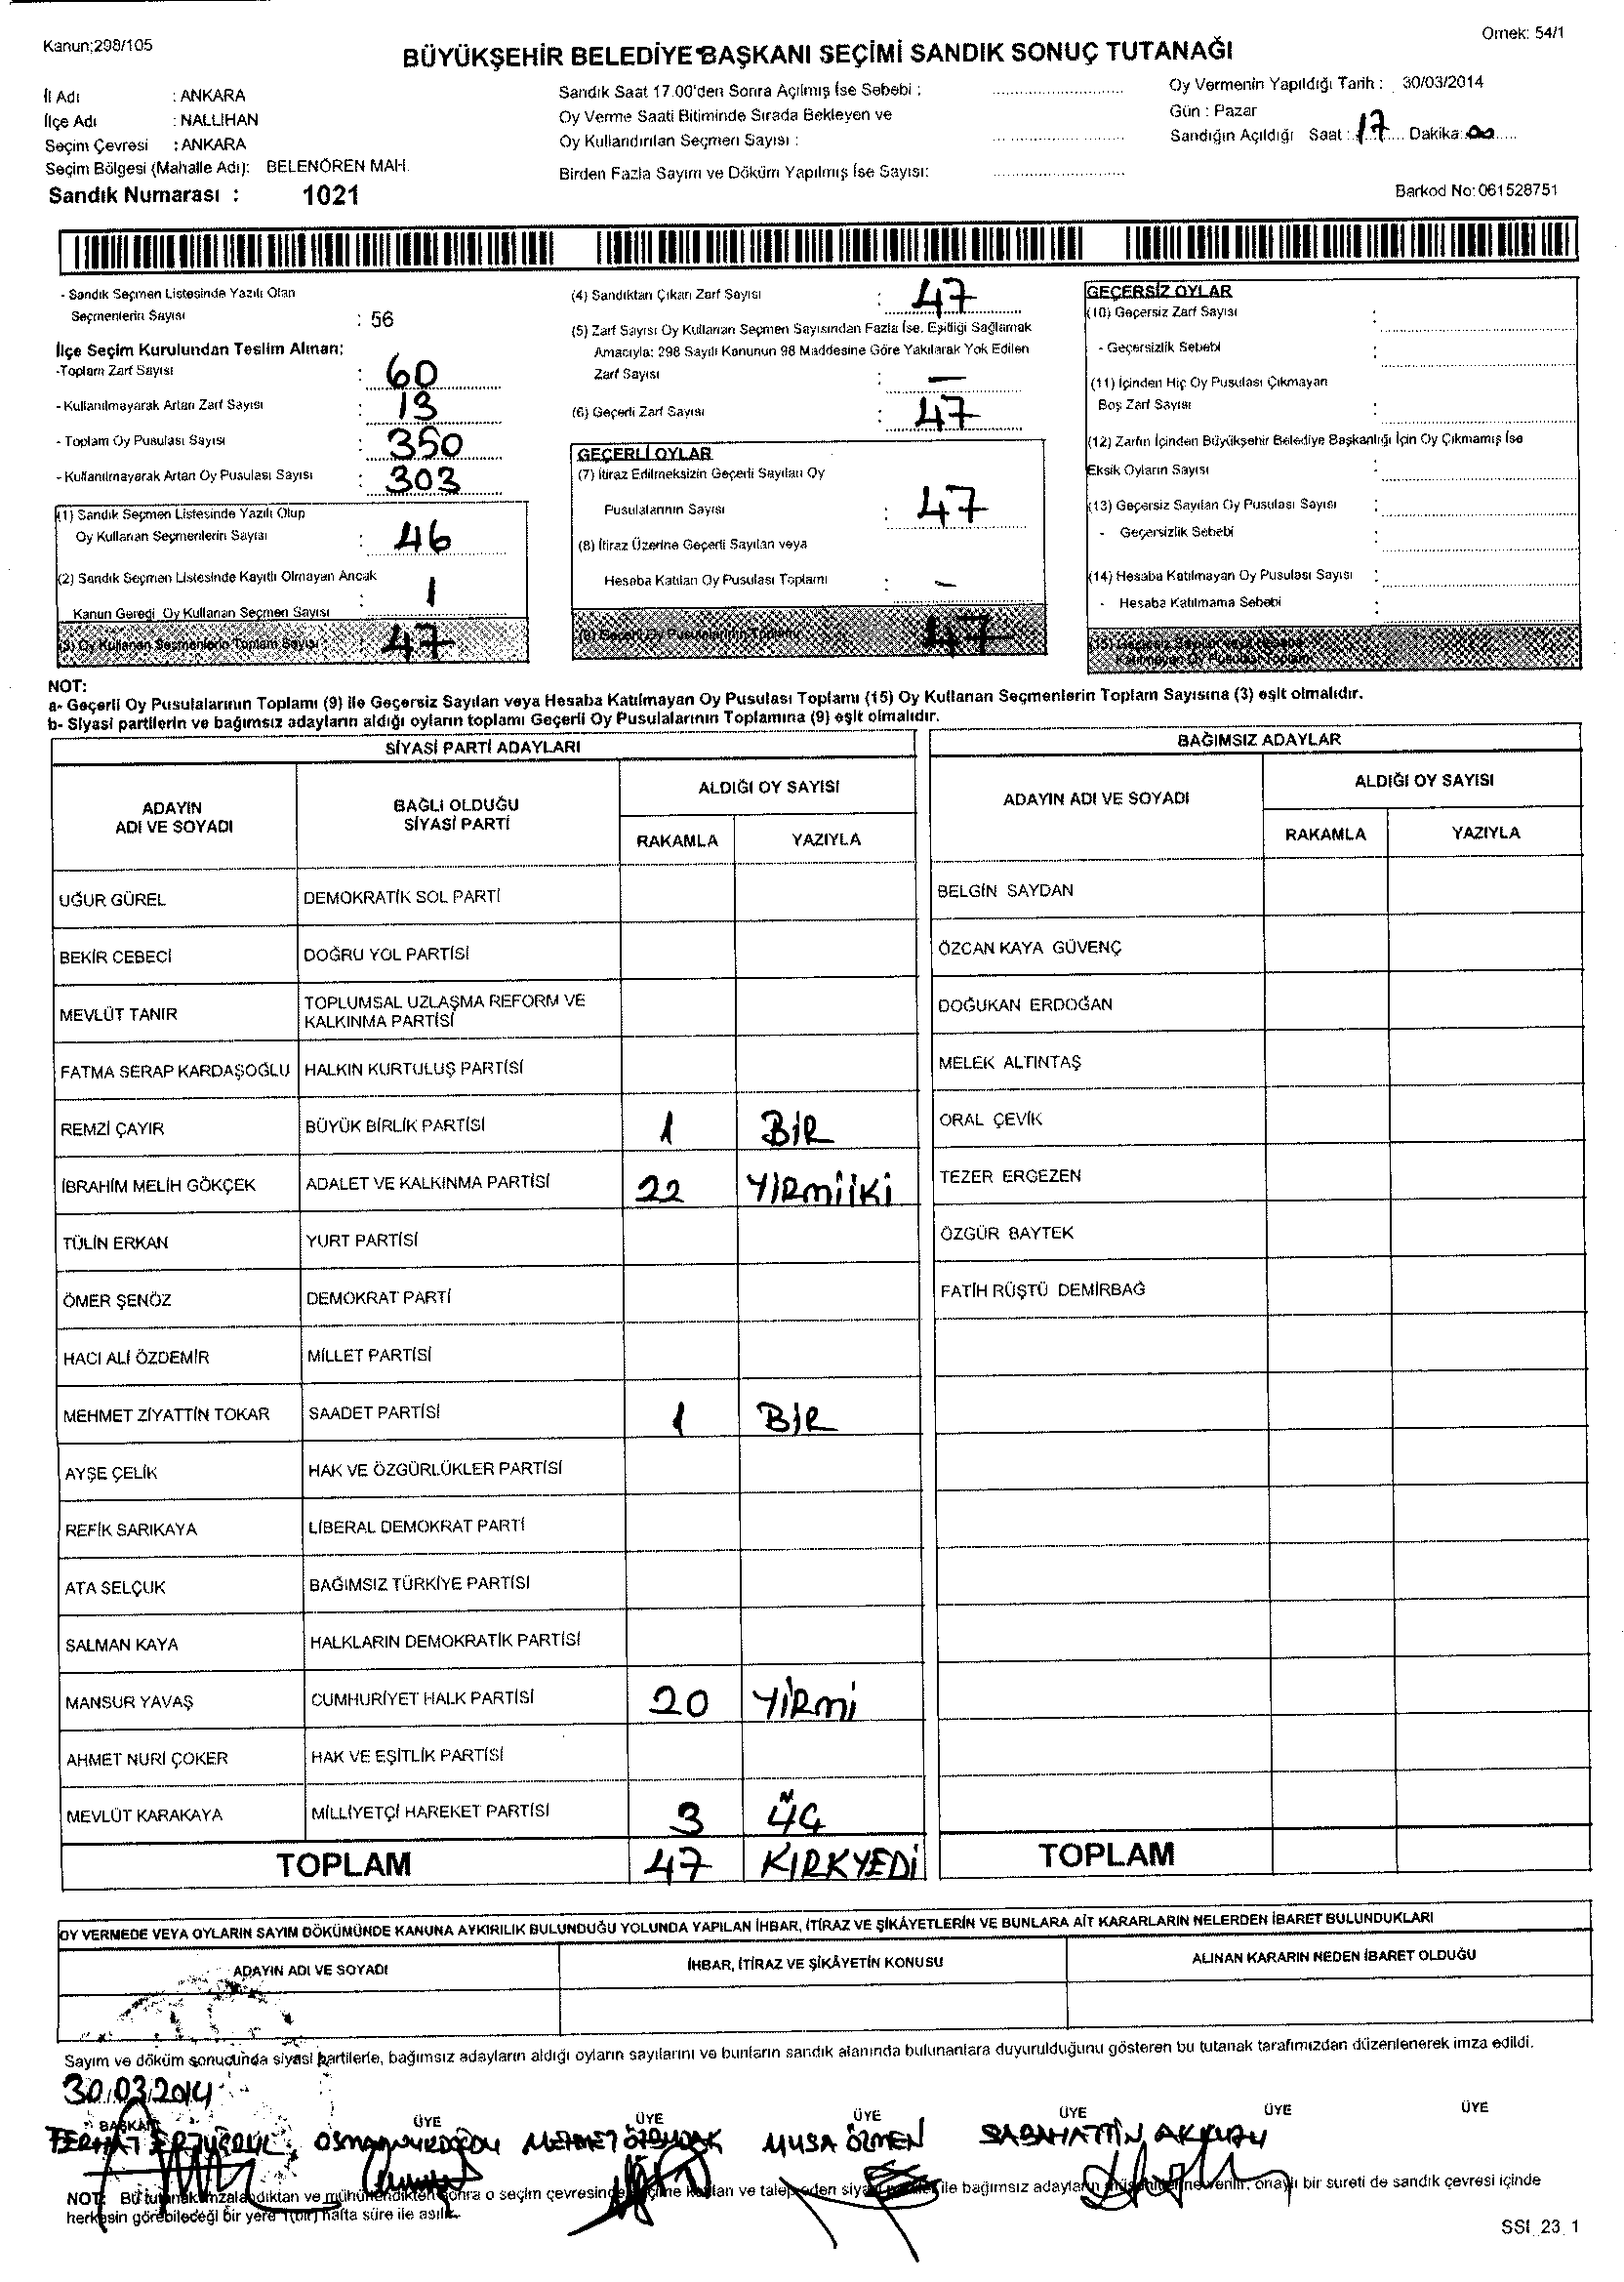 Kanun;298/105
Örnek: 54/1
BÜYÜKŞEHİR BELEDİYE BAŞKANI SEÇİMİ SANDIK SONUÇ TUTANAĞI
İl Adı : ANKARA
İlçe Adı : NALLIHAN
Seçim Çevresi : ANKARA
Seçim Bölgesi (Mahalle Adı): BELENÖREN MAH.
Sandık Numarası : 1021
Sandık Saat 17.00'den Sonra Açılmış İse Sebebi :
Oy Verme Saati Bitiminde Sırada Bekleyen ve
Oy Kullandırılan Seçmen Sayısı :
Birden Fazla Sayım ve Döküm Yapılmış İse Sayısı:
Oy Vermenin Yapıldığı Tarih : 30/03/2014
Gün : Pazar
Sandığın Açıldığı Saat : 17 Dakika: 00
Barkod No: 061528751
- Sandık Seçmen Listesinde Yazılı Olan
Seçmenlerin Sayısı : 56
İlçe Seçim Kurulundan Teslim Alınan:
-Toplam Zarf Sayısı : 60
- Kullanılmayarak Artan Zarf Sayısı : 13
- Toplam Oy Pusulası Sayısı : 350
- Kullanılmayarak Artan Oy Pusulası Sayısı : 303
(1) Sandık Seçmen Listesinde Yazılı Olup
Oy Kullanan Seçmenlerin Sayısı : 46
(2) Sandık Seçmen Listesinde Kayıtlı Olmayan Ancak
Kanun Gereği Oy Kullanan Seçmen Sayısı : 1
(3) Oy Kullanan Seçmenlerin Toplam Sayısı : 47
(4) Sandıktan Çıkan Zarf Sayısı : 47
(5) Zarf Sayısı Oy Kullanan Seçmen Sayısından Fazla İse, Eşitliği Sağlamak
Amacıyla: 298 Sayılı Kanunun 98 Maddesine Göre Yakılarak Yok Edilen
Zarf Sayısı : —
(6) Geçerli Zarf Sayısı : 47
GEÇERLİ OYLAR
(7) İtiraz Edilmeksizin Geçerli Sayılan Oy
Pusulalarının Sayısı : 47
(8) İtiraz Üzerine Geçerli Sayılan veya
Hesaba Katılan Oy Pusulası Toplamı : —
(9) Geçerli Oy Pusulalarının Toplamı 47
GEÇERSİZ OYLAR
(10) Geçersiz Zarf Sayısı :
- Geçersizlik Sebebi :
(11) İçinden Hiç Oy Pusulası Çıkmayan
Boş Zarf Sayısı :
(12) Zarfın İçinden Büyükşehir Belediye Başkanlığı İçin Oy Çıkmamış İse
Eksik Oyların Sayısı :
(13) Geçersiz Sayılan Oy Pusulası Sayısı :
- Geçersizlik Sebebi :
(14) Hesaba Katılmayan Oy Pusulası Sayısı :
- Hesaba Katılmama Sebebi :
(15) Geçersiz Sayılan veya Hesaba
Katılmayan Oy Pusulası Toplamı
NOT:
a- Geçerli Oy Pusulalarının Toplamı (9) ile Geçersiz Sayılan veya Hesaba Katılmayan Oy Pusulası Toplamı (15) Oy Kullanan Seçmenlerin Toplam Sayısına (3) eşit olmalıdır.
b- Siyasi partilerin ve bağımsız adayların aldığı oyların toplamı Geçerli Oy Pusulalarının Toplamına (9) eşit olmalıdır.
SİYASİ PARTİ ADAYLARI
ADAYIN ADI VE SOYADI
BAĞLI OLDUĞU SİYASİ PARTİ
ALDIĞI OY SAYISI
RAKAMLA YAZIYLA
UĞUR GÜREL DEMOKRATİK SOL PARTİ
BEKİR CEBECİ DOĞRU YOL PARTİSİ
MEVLÜT TANIR TOPLUMSAL UZLAŞMA REFORM VE KALKINMA PARTİSİ
FATMA SERAP KARDAŞOĞLU HALKIN KURTULUŞ PARTİSİ
REMZİ ÇAYIR BÜYÜK BİRLİK PARTİSİ 1 BİR
İBRAHİM MELİH GÖKÇEK ADALET VE KALKINMA PARTİSİ 22 YİRMİİKİ
TÜLİN ERKAN YURT PARTİSİ
ÖMER ŞENÖZ DEMOKRAT PARTİ
HACI ALİ ÖZDEMİR MİLLET PARTİSİ
MEHMET ZİYATTİN TOKAR SAADET PARTİSİ 1 BİR
AYŞE ÇELİK HAK VE ÖZGÜRLÜKLER PARTİSİ
REFİK SARIKAYA LİBERAL DEMOKRAT PARTİ
ATA SELÇUK BAĞIMSIZ TÜRKİYE PARTİSİ
SALMAN KAYA HALKLARIN DEMOKRATİK PARTİSİ
MANSUR YAVAŞ CUMHURİYET HALK PARTİSİ 20 YİRMİ
AHMET NURİ ÇOKER HAK VE EŞİTLİK PARTİSİ
MEVLÜT KARAKAYA MİLLİYETÇİ HAREKET PARTİSİ 3 ÜÇ
TOPLAM 47 KIRKYEDİ
BAĞIMSIZ ADAYLAR
ADAYIN ADI VE SOYADI
ALDIĞI OY SAYISI
RAKAMLA YAZIYLA
BELGİN SAYDAN
ÖZCAN KAYA GÜVENÇ
DOĞUKAN ERDOĞAN
MELEK ALTINTAŞ
ORAL ÇEVİK
TEZER ERGEZEN
ÖZGÜR BAYTEK
FATİH RÜŞTÜ DEMİRBAĞ
TOPLAM
OY VERMEDE VEYA OYLARIN SAYIM DÖKÜMÜNDE KANUNA AYKIRILIK BULUNDUĞU YOLUNDA YAPILAN İHBAR, İTİRAZ VE ŞİKÂYETLERİN VE BUNLARA AİT KARARLARIN NELERDEN İBARET BULUNDUKLARI
ADAYIN ADI VE SOYADI
İHBAR, İTİRAZ VE ŞİKÂYETİN KONUSU
ALINAN KARARIN NEDEN İBARET OLDUĞU
Sayım ve döküm sonucunda siyasi partilerle, bağımsız adayların aldığı oyların sayılarını ve bunların sandık alanında bulunanlara duyurulduğunu gösteren bu tutanak tarafımızdan düzenlenerek imza edildi.
30.03.2014
BAŞKAN ÜYE ÜYE ÜYE ÜYE ÜYE ÜYE
FERHAT OSMAN MEHMET MUSA ÖZMEN SABAHATTİN
NOT: Bu tutanak imzalandıktan ve mühürlendikten sonra o seçim çevresinde seçime katılan ve talep eden siyasi partiler ile bağımsız adayların müşahitlerine verilir, onaylı bir sureti de sandık çevresi içinde
herkesin görebileceği bir yere 1(bir) hafta süre ile asılır.
SSI_23_1